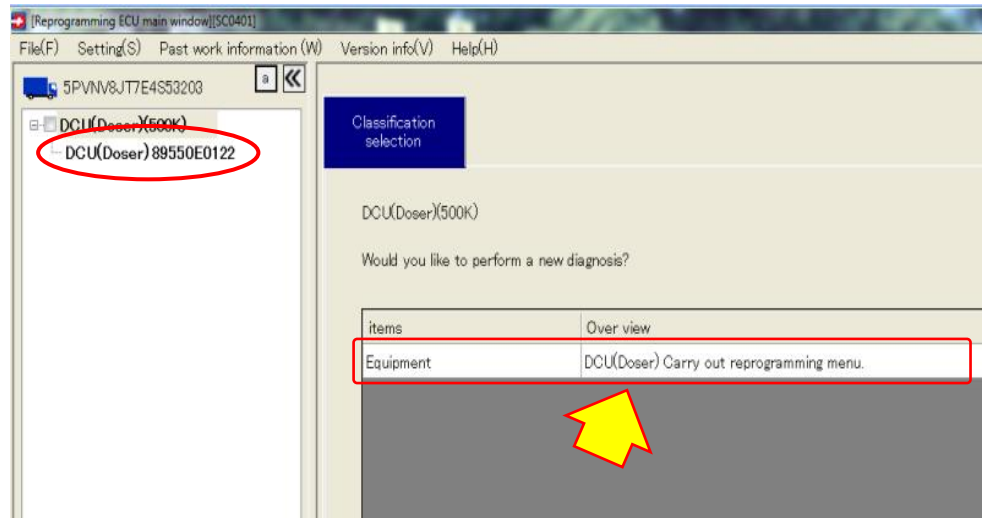 [Reprogramming ECU main window][SC0401]
File(F) Setting(S) Past work information (W) Version info(V) Help(H)
5PVNV8JT7E4S53203 a
DCU(Doser)(500K)
DCU(Doser) 89550E0122
Classification
selection
DCU(Doser)(500K)
Would you like to perform a new diagnosis?
items Over view
Equipment DCU(Doser) Carry out reprogramming menu.